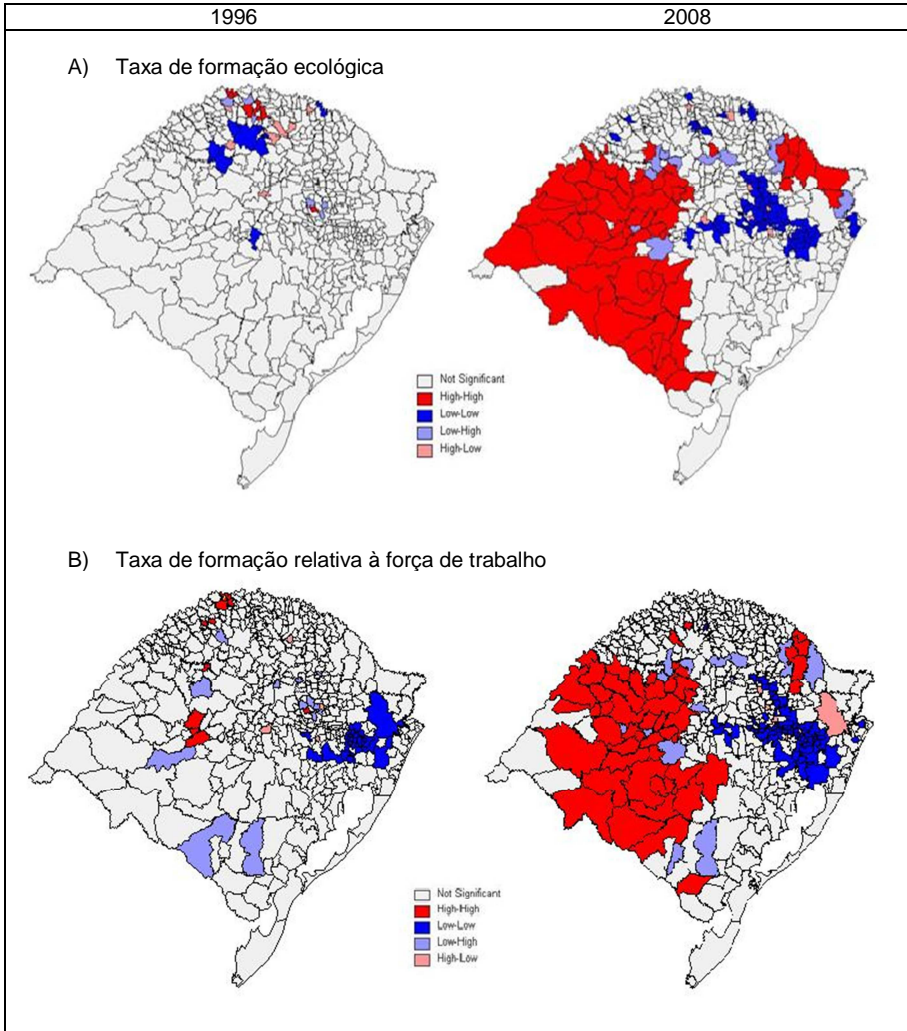 1996 2008
A) Taxa de formação ecológica
Not Significant
High-High
Low-Low
Low-High
High-Low
B) Taxa de formação relativa à força de trabalho
Not Significant
High-High
Low-Low
Low-High
High-Low